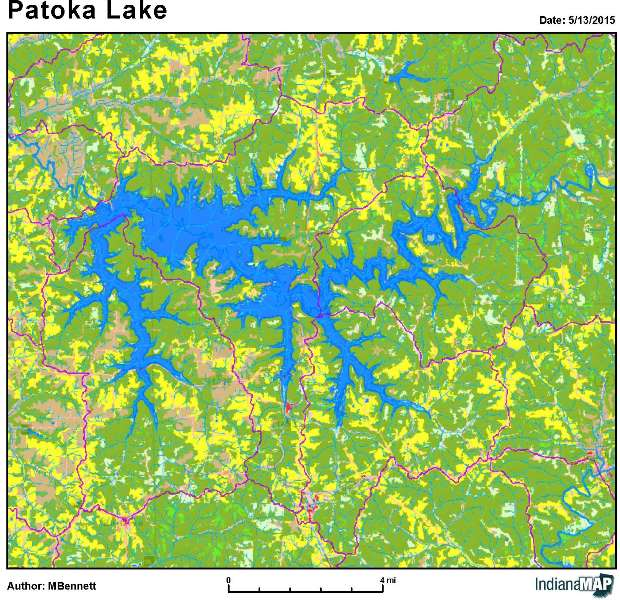 Patoka Lake
Date: 5/13/2015
Author: MBennett
0 4 mi
IndianaMAP